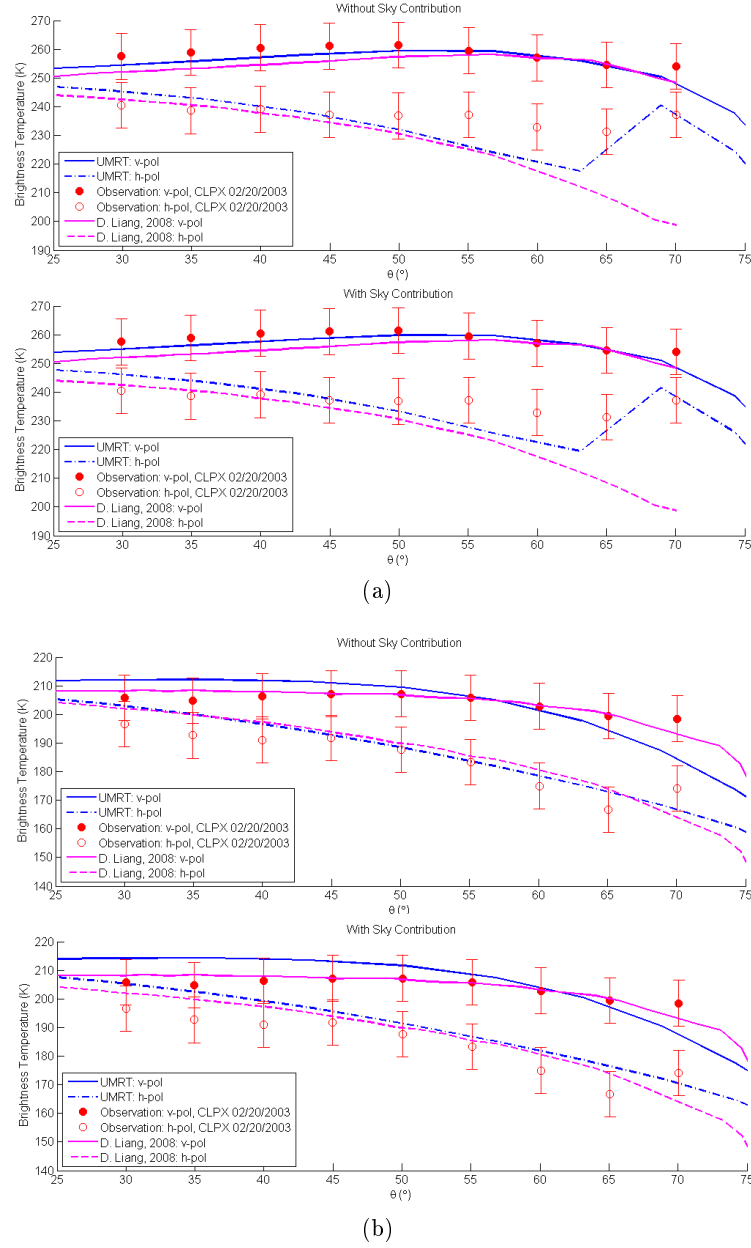 Without Sky Contribution
270
260
250
240
230
220
210
200
190
Brightness Temperature (K)
UMRT: v-pol
UMRT: h-pol
Observation: v-pol, CLPX 02/20/2003
Observation: h-pol, CLPX 02/20/2003
D. Liang, 2008: v-pol
D. Liang, 2008: h-pol
25 30 35 40 45 50 55 60 65 70 75
θ (°)
With Sky Contribution
270
260
250
240
230
220
210
200
190
Brightness Temperature (K)
UMRT: v-pol
UMRT: h-pol
Observation: v-pol, CLPX 02/20/2003
Observation: h-pol, CLPX 02/20/2003
D. Liang, 2008: v-pol
D. Liang, 2008: h-pol
25 30 35 40 45 50 55 60 65 70 75
θ (°)
(a)
Without Sky Contribution
220
210
200
190
180
170
160
150
140
Brightness Temperature (K)
UMRT: v-pol
UMRT: h-pol
Observation: v-pol, CLPX 02/20/2003
Observation: h-pol, CLPX 02/20/2003
D. Liang, 2008: v-pol
D. Liang, 2008: h-pol
25 30 35 40 45 50 55 60 65 70 75
θ (°)
With Sky Contribution
220
210
200
190
180
170
160
150
140
Brightness Temperature (K)
UMRT: v-pol
UMRT: h-pol
Observation: v-pol, CLPX 02/20/2003
Observation: h-pol, CLPX 02/20/2003
D. Liang, 2008: v-pol
D. Liang, 2008: h-pol
25 30 35 40 45 50 55 60 65 70 75
θ (°)
(b)